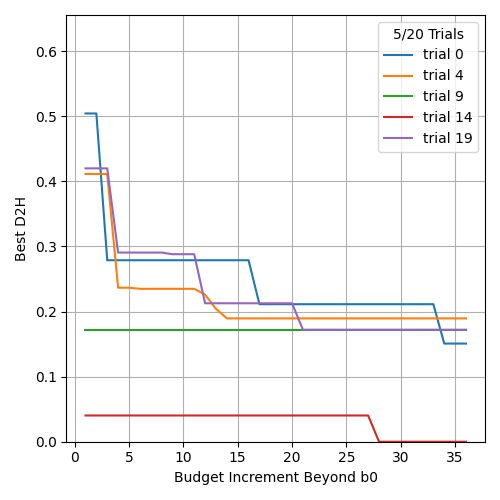 5/20 Trials
trial 0
trial 4
trial 9
trial 14
trial 19
Best D2H
0.6
0.5
0.4
0.3
0.2
0.1
0.0
0 5 10 15 20 25 30 35
Budget Increment Beyond b0